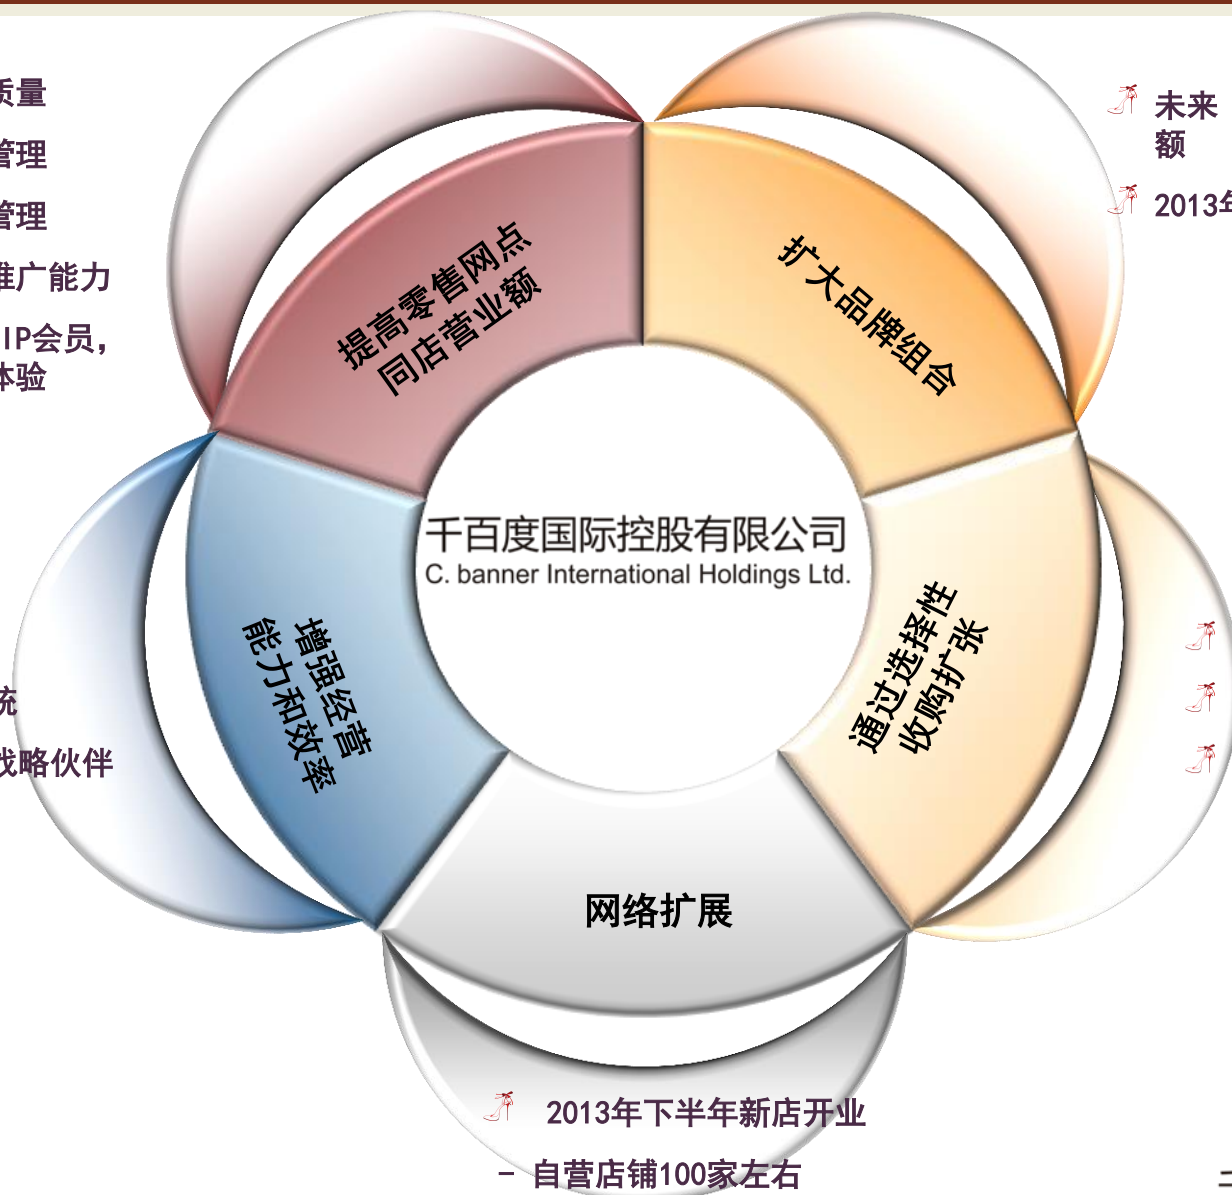 质量
管理
管理
推广能力
IP会员，
体验
未来
额
2013年
提高零售网点
同店营业额
扩大品牌组合
千百度国际控股有限公司
C. banner International Holdings Ltd.
增强经营
能力和效率
通过选择性
收购扩张
统
战略伙伴
网络扩展
2013年下半年新店开业
- 自营店铺100家左右